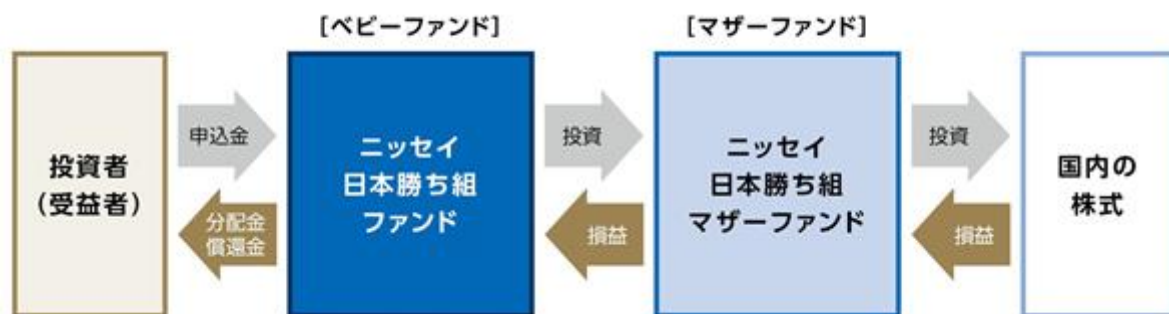 [ベビーファンド]
[マザーファンド]
投資者
(受益者)
申込金
分配金
償還金
ニッセイ
日本勝ち組
ファンド
投資
損益
ニッセイ
日本勝ち組
マザーファンド
投資
損益
国内の
株式